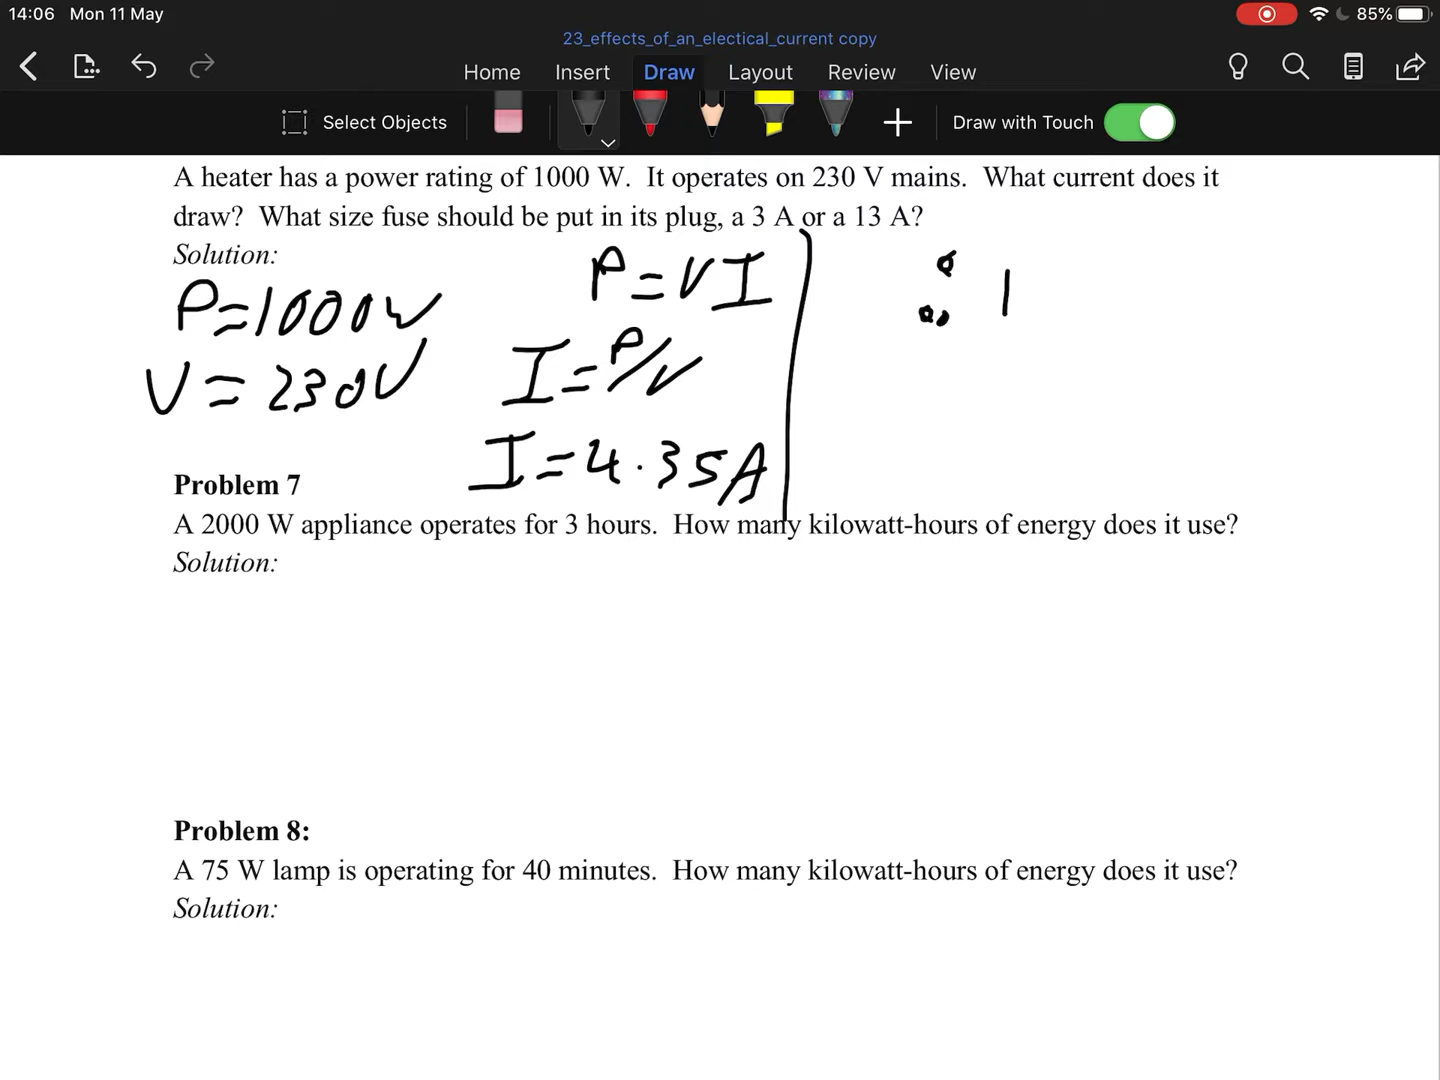 14:06 Mon 11 May
85%
23_effects_of_an_electical_current copy
Home Insert Draw Layout Review View
Select Objects
Draw with Touch
A heater has a power rating of 1000 W. It operates on 230 V mains. What current does it
draw? What size fuse should be put in its plug, a 3 A or a 13 A?
Solution:
P=1000W
V=230V
P=VI
I=P/V
I=4.35A
∴ 1
Problem 7
A 2000 W appliance operates for 3 hours. How many kilowatt-hours of energy does it use?
Solution:
Problem 8:
A 75 W lamp is operating for 40 minutes. How many kilowatt-hours of energy does it use?
Solution: